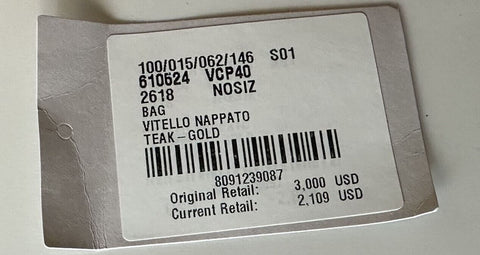 100/015/062/146 S01
610524 VCP40
2618 NOSIZ
BAG
VITELLO NAPPATO
TEAK-GOLD
8091239087
Original Retail: 3,000 USD
Current Retail: 2,109 USD